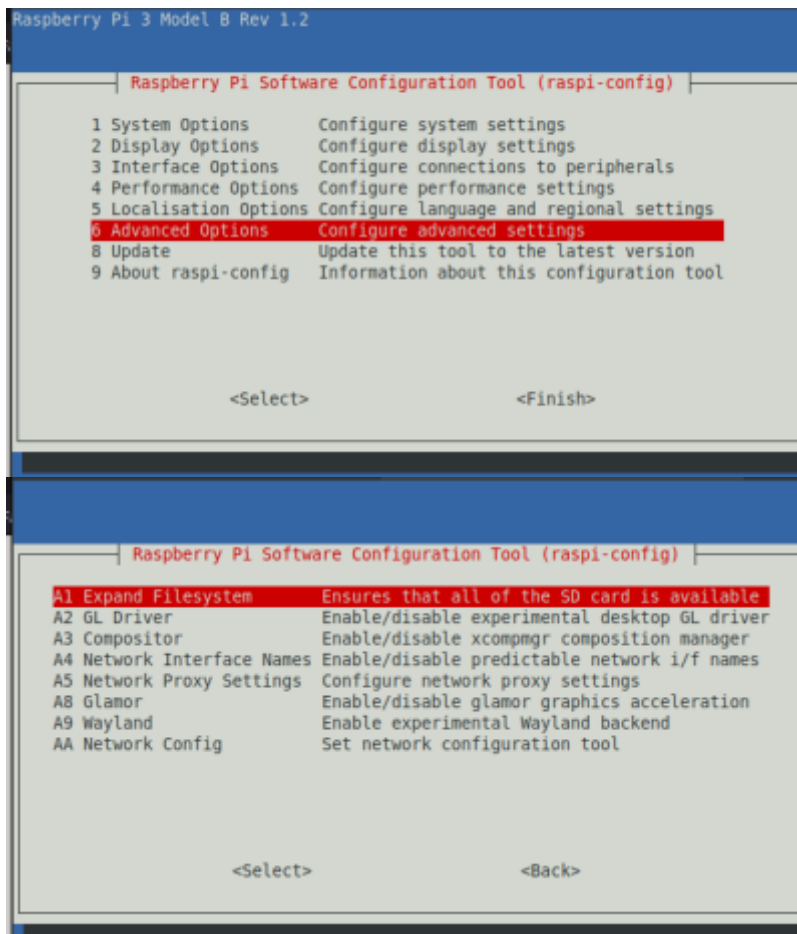 Raspberry Pi 3 Model B Rev 1.2
Raspberry Pi Software Configuration Tool (raspi-config)
1 System Options Configure system settings
2 Display Options Configure display settings
3 Interface Options Configure connections to peripherals
4 Performance Options Configure performance settings
5 Localisation Options Configure language and regional settings
6 Advanced Options Configure advanced settings
8 Update Update this tool to the latest version
9 About raspi-config Information about this configuration tool
<Select> <Finish>
Raspberry Pi Software Configuration Tool (raspi-config)
A1 Expand Filesystem Ensures that all of the SD card is available
A2 GL Driver Enable/disable experimental desktop GL driver
A3 Compositor Enable/disable xcompmgr composition manager
A4 Network Interface Names Enable/disable predictable network i/f names
A5 Network Proxy Settings Configure network proxy settings
A8 Glamor Enable/disable glamor graphics acceleration
A9 Wayland Enable experimental Wayland backend
AA Network Config Set network configuration tool
<Select> <Back>